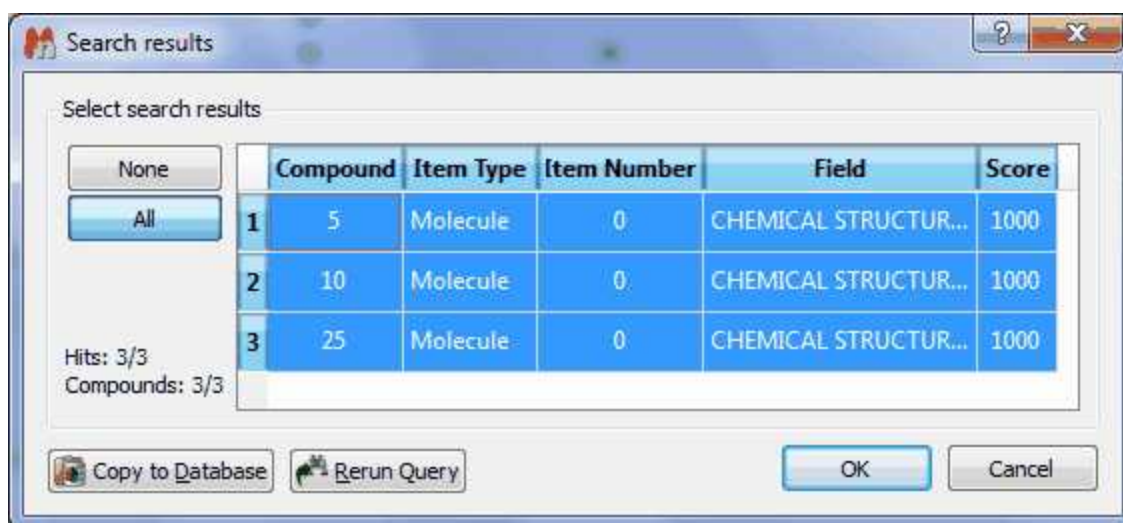 Search results
Select search results
None
All
Compound Item Type Item Number Field Score
1 5 Molecule 0 CHEMICAL STRUCTUR... 1000
2 10 Molecule 0 CHEMICAL STRUCTUR... 1000
3 25 Molecule 0 CHEMICAL STRUCTUR... 1000
Hits: 3/3
Compounds: 3/3
Copy to Database Rerun Query OK Cancel